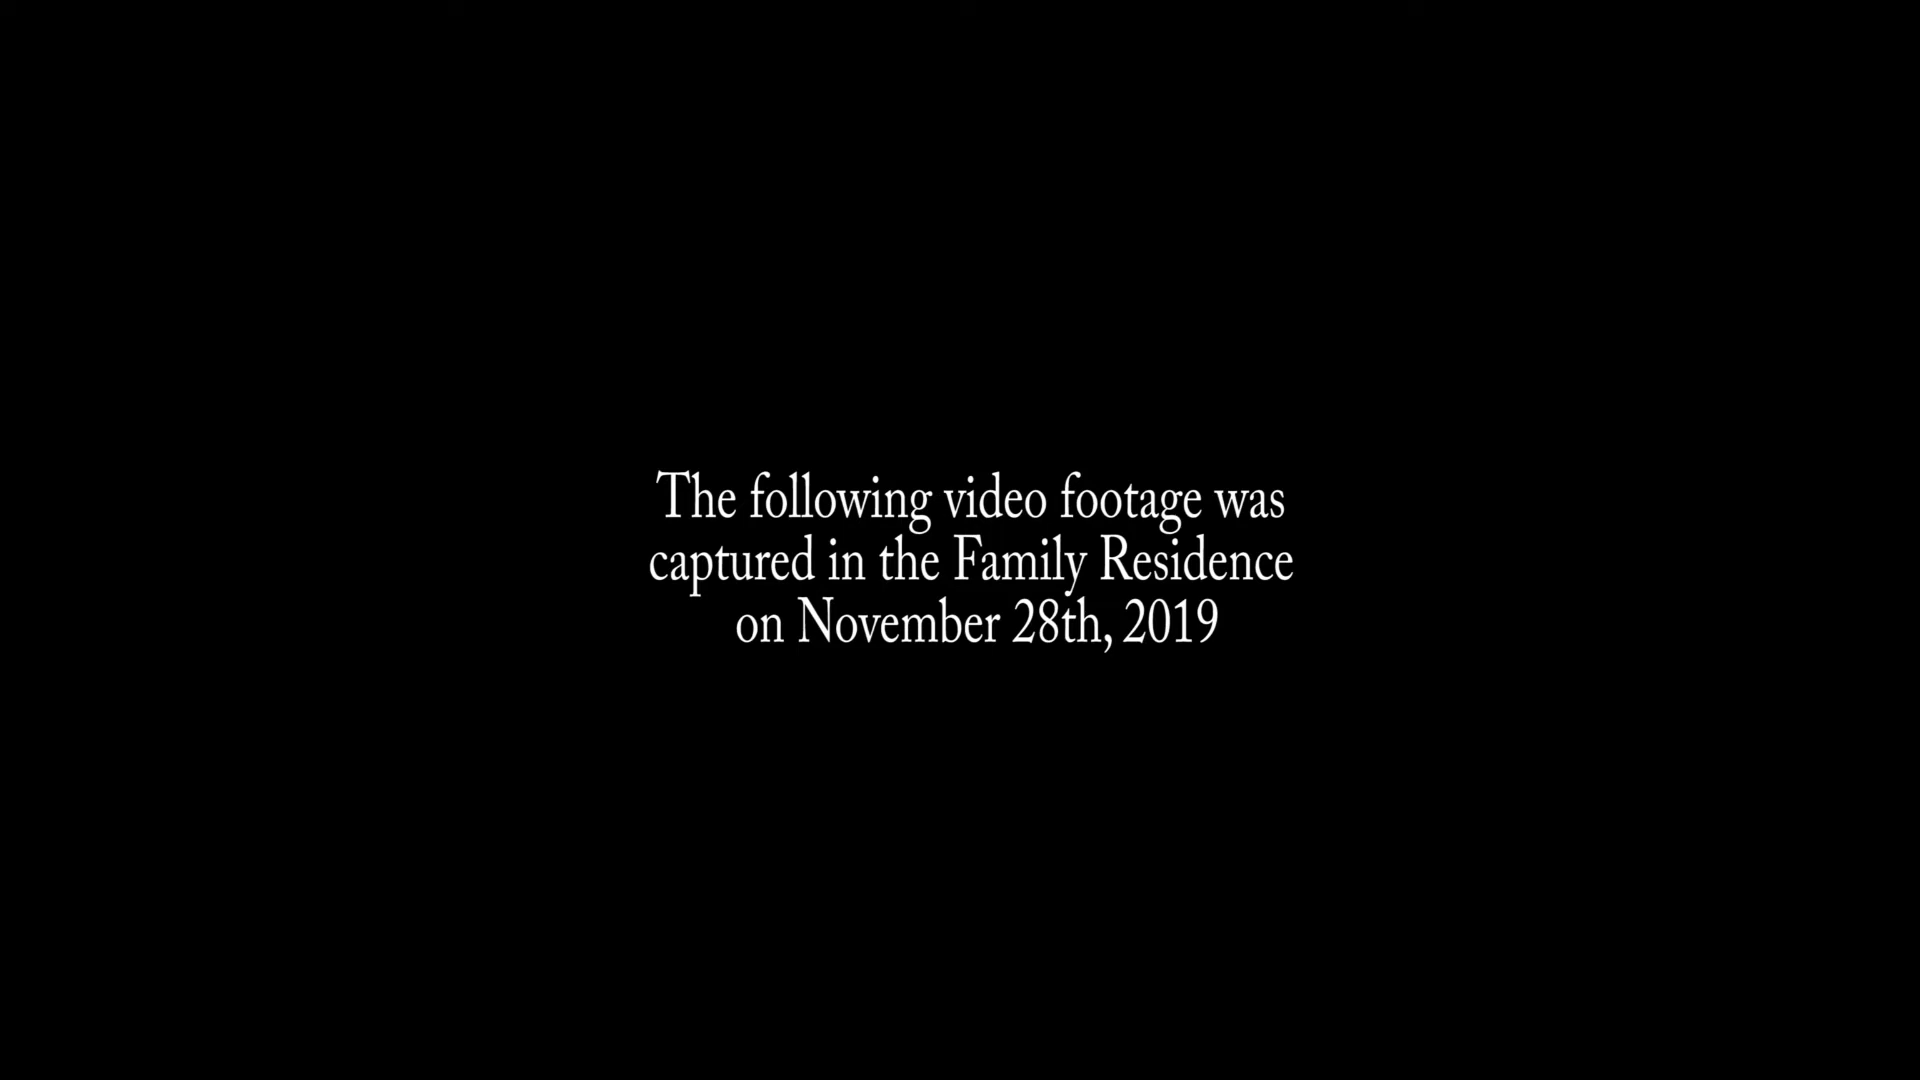 The following video footage was
captured in the Family Residence
on November 28th, 2019